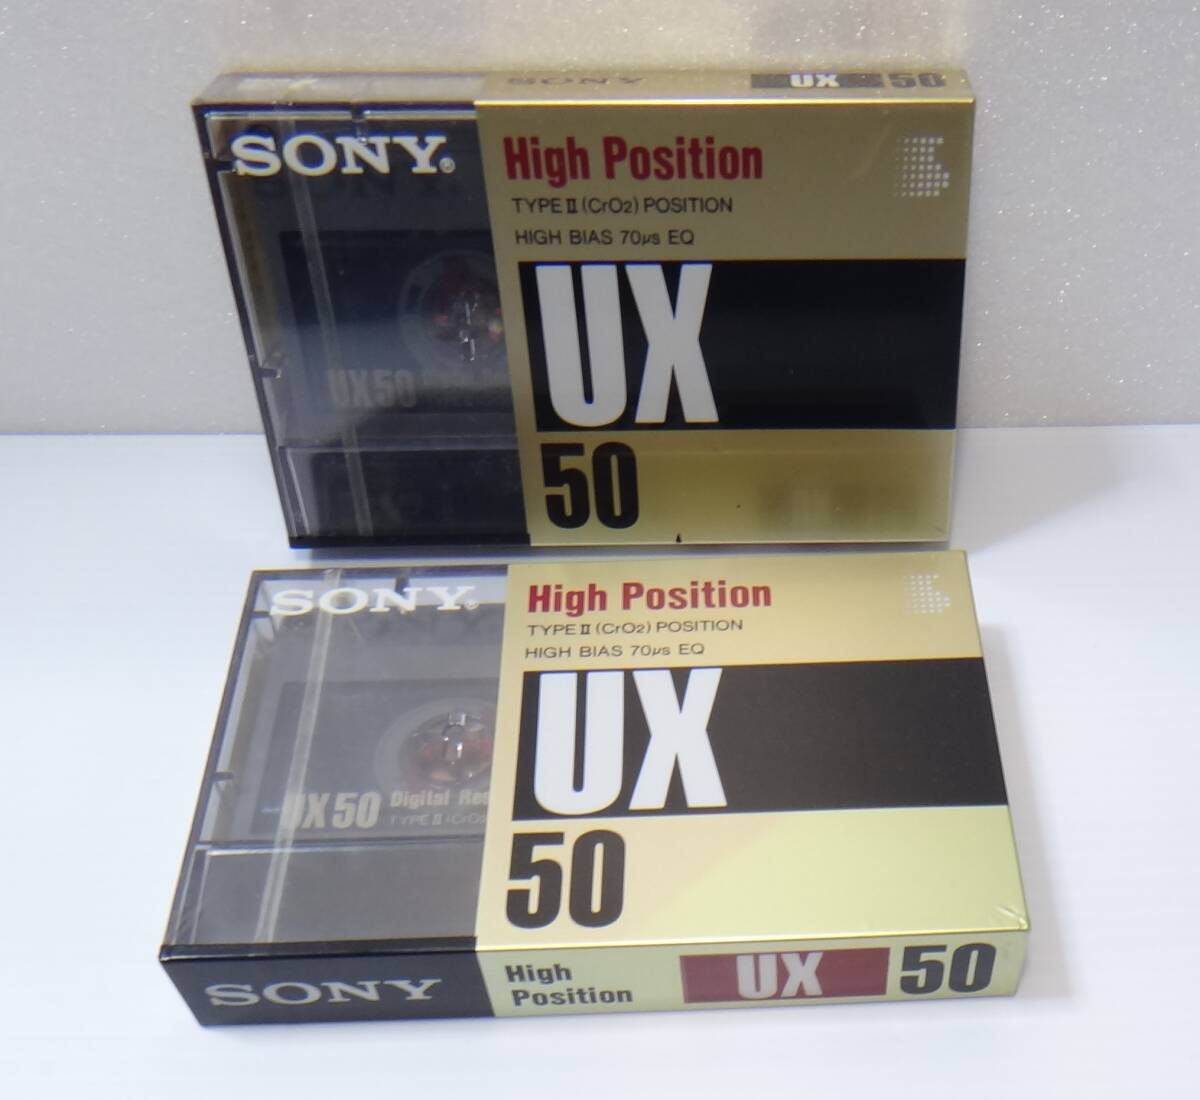 SONY UX 50
SONY® High Position
TYPE II (CrO2) POSITION
HIGH BIAS 70μs EQ
UX
UX50
50
SONY® High Position
TYPE II (CrO2) POSITION
HIGH BIAS 70μs EQ
UX
UX50 Digital
TYPE II (CrO2
50
SONY High Position UX 50